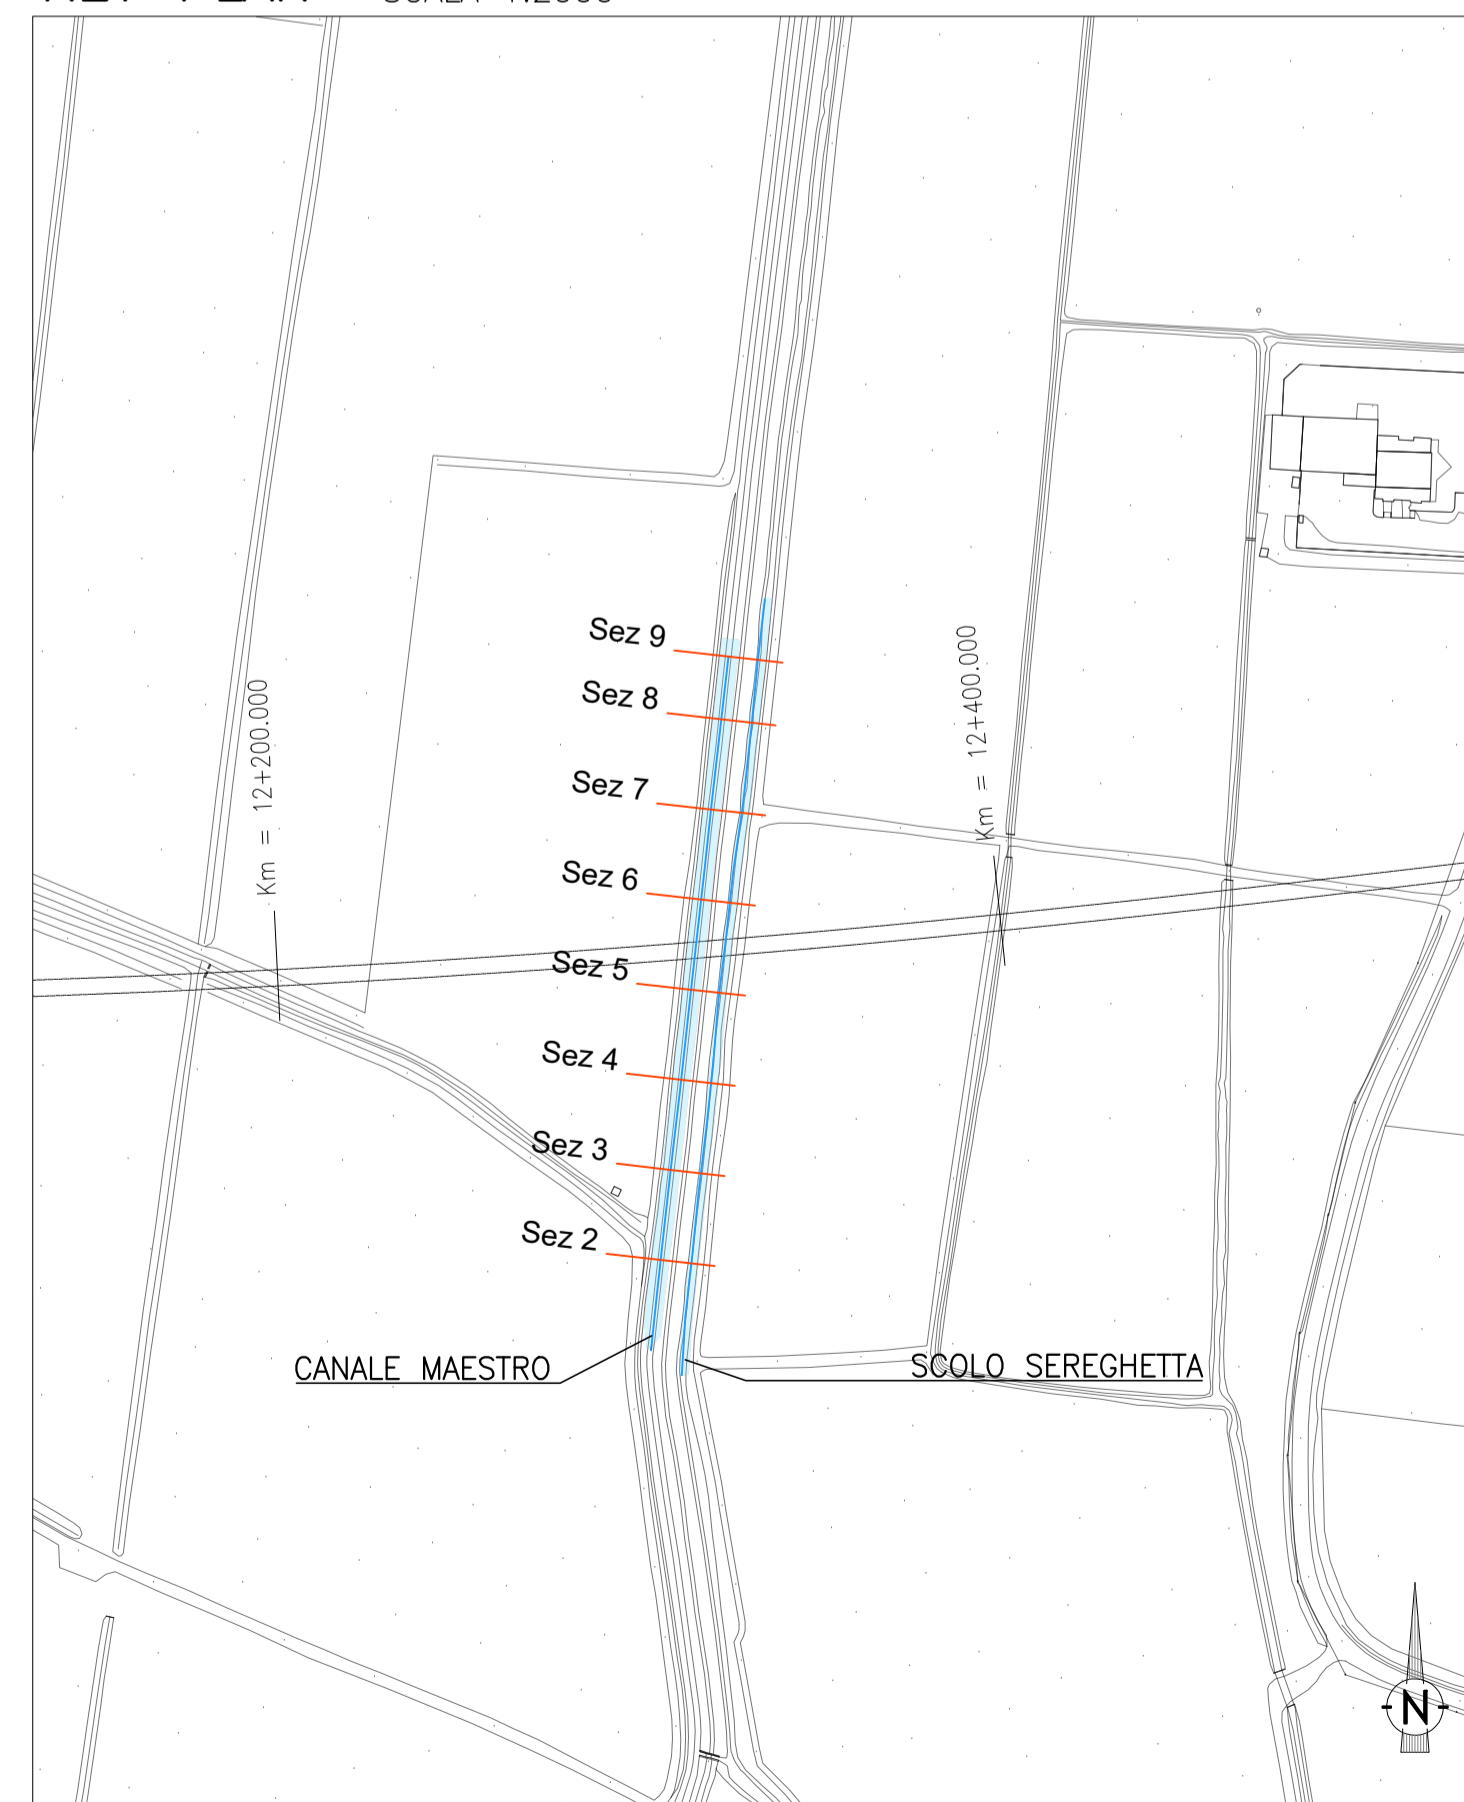 Sez 9
Sez 8
Sez 7
Sez 6
Sez 5
Sez 4
Sez 3
Sez 2
Km = 12+200.000
Km = 12+400.000
CANALE MAESTRO
SCOLO SEREGHETTA
N